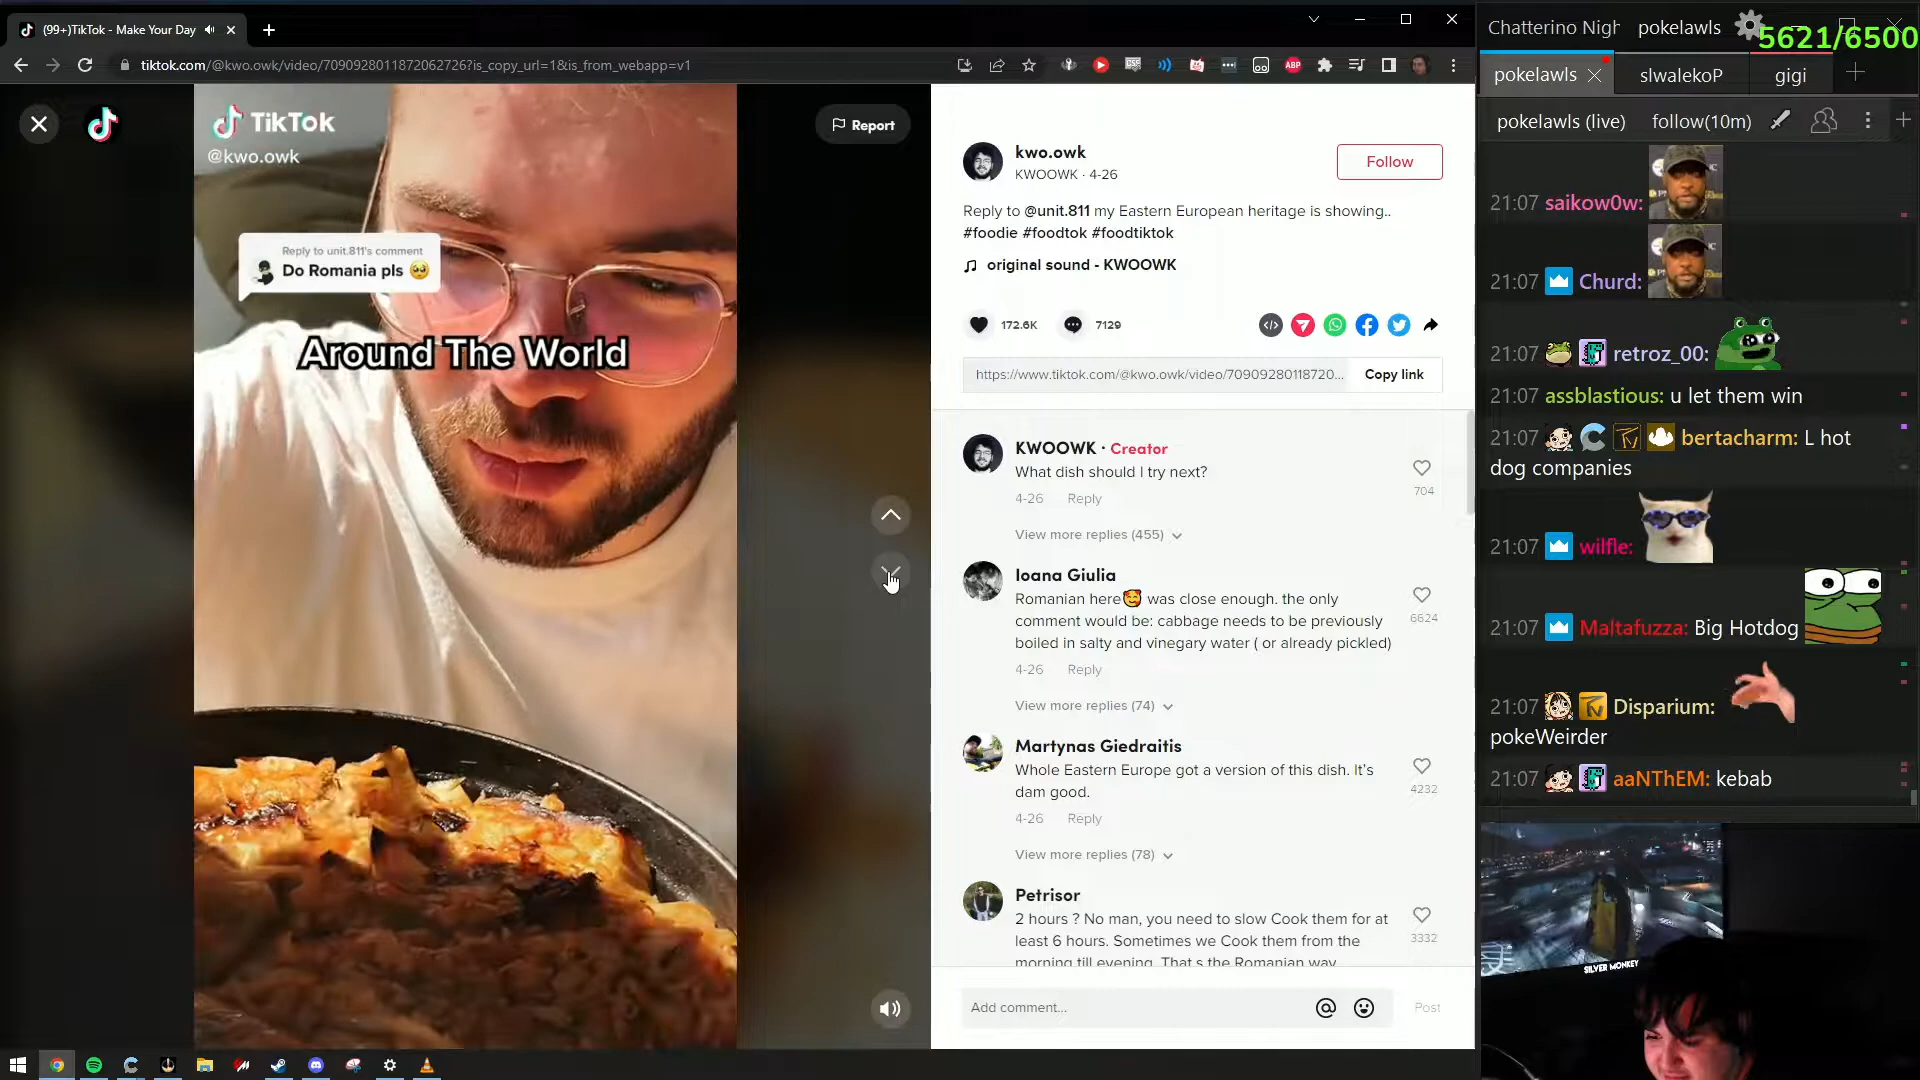 (99+)TikTok - Make Your Day
tiktok.com/@kwo.owk/video/7090928011872062726?is_copy_url=1&is_from_webapp=v1
TikTok
@kwo.owk
Report
Reply to unit.811's comment
Do Romania pls 🥺
Around The World
kwo.owk
KWOOWK · 4-26
Follow
Reply to @unit.811 my Eastern European heritage is showing..
#foodie #foodtok #foodtiktok
original sound - KWOOWK
172.6K
7129
https://www.tiktok.com/@kwo.owk/video/70909280118720...
Copy link
KWOOWK · Creator
What dish should I try next?
704
4-26 Reply
View more replies (455)
Ioana Giulia
Romanian here🥰 was close enough. the only
comment would be: cabbage needs to be previously
boiled in salty and vinegary water ( or already pickled)
6624
4-26 Reply
View more replies (74)
Martynas Giedraitis
Whole Eastern Europe got a version of this dish. It's
dam good.
4232
4-26 Reply
View more replies (78)
Petrisor
2 hours ? No man, you need to slow Cook them for at
least 6 hours. Sometimes we Cook them from the
morning till evening. That s the Romanian way
3332
Add comment...
Post
Chatterino Nigh
pokelawls
5621/6500
pokelawls
slwalekoP
gigi
pokelawls (live)
follow(10m)
21:07 saikow0w:
21:07 Churd:
21:07 retroz_00:
21:07 assblastious: u let them win
21:07 bertacharm: L hot
dog companies
21:07 wilfle:
21:07 Maltafuzza: Big Hotdog
21:07 Disparium:
pokeWeirder
21:07 aaNThEM: kebab
SILVER MONKEY